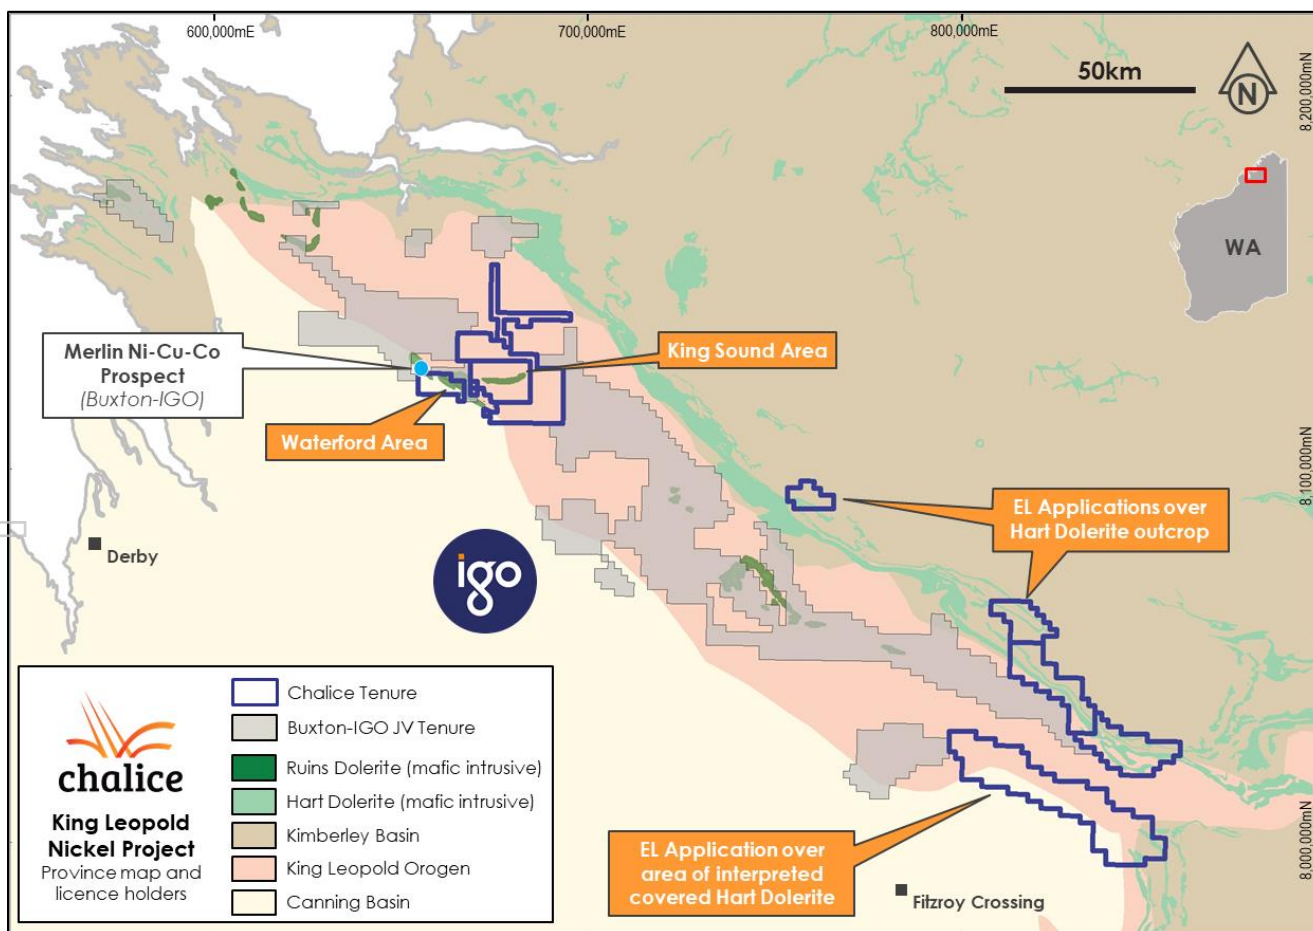 600,000mE
700,000mE
800,000mE
50km
N
8,200,000mN
WA
Merlin Ni-Cu-Co
Prospect
(Buxton-IGO)
King Sound Area
Waterford Area
8,100,000mN
EL Applications over
Hart Dolerite outcrop
Derby
igo
chalice
King Leopold
Nickel Project
Province map and
licence holders
Chalice Tenure
Buxton-IGO JV Tenure
Ruins Dolerite (mafic intrusive)
Hart Dolerite (mafic intrusive)
Kimberley Basin
King Leopold Orogen
Canning Basin
EL Application over
area of interpreted
covered Hart Dolerite
Fitzroy Crossing
8,000,000mN